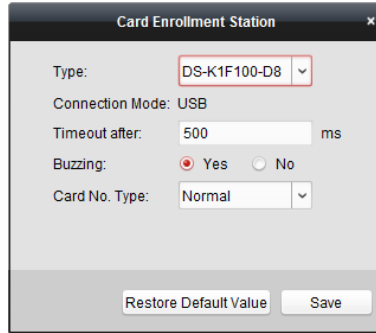 Card Enrollment Station ×
Type: DS-K1F100-D8
Connection Mode: USB
Timeout after: 500 ms
Buzzing: Yes No
Card No. Type: Normal
Restore Default Value Save